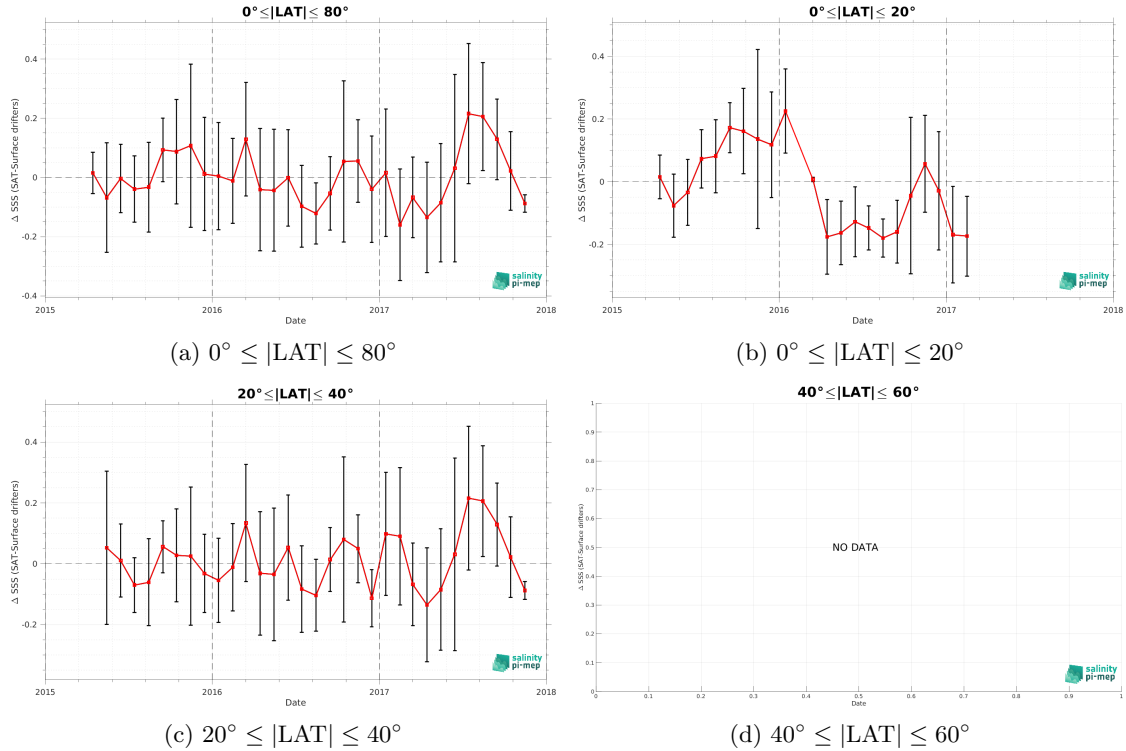 0°≤|LAT|≤ 80°
Δ SSS (SAT-Surface drifters)
0.4
0.2
0
-0.2
-0.4
2015
2016
2017
2018
Date
salinity
pi-mep
(a) 0° ≤ |LAT| ≤ 80°
0°≤|LAT|≤ 20°
Δ SSS (SAT-Surface drifters)
0.4
0.2
0
-0.2
2015
2016
2017
2018
Date
salinity
pi-mep
(b) 0° ≤ |LAT| ≤ 20°
20°≤|LAT|≤ 40°
Δ SSS (SAT-Surface drifters)
0.4
0.2
0
-0.2
2015
2016
2017
2018
Date
salinity
pi-mep
(c) 20° ≤ |LAT| ≤ 40°
40°≤|LAT|≤ 60°
Δ SSS (SAT-Surface drifters)
1
0.9
0.8
0.7
0.6
0.5
0.4
0.3
0.2
0.1
0
NO DATA
0
0.1
0.2
0.3
0.4
0.5
0.6
0.7
0.8
0.9
1
Date
salinity
pi-mep
(d) 40° ≤ |LAT| ≤ 60°